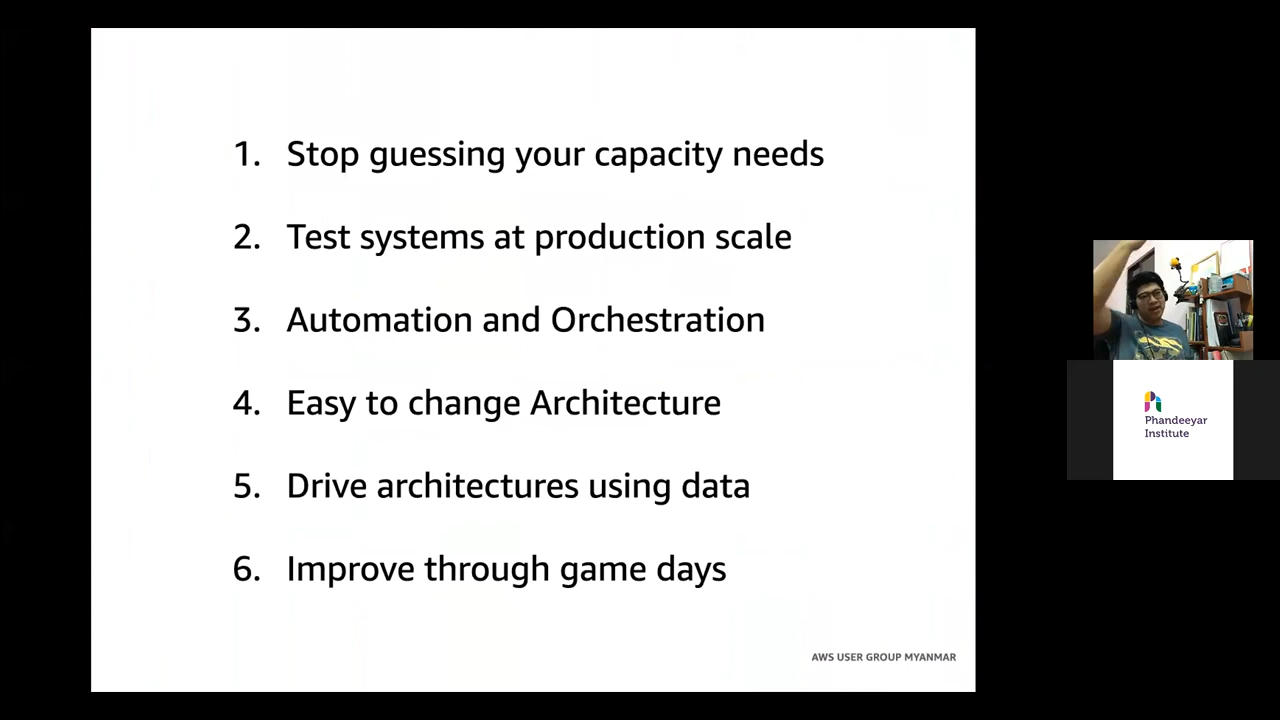 1. Stop guessing your capacity needs
2. Test systems at production scale
3. Automation and Orchestration
4. Easy to change Architecture
5. Drive architectures using data
6. Improve through game days
AWS USER GROUP MYANMAR
Phandeeyar
Institute